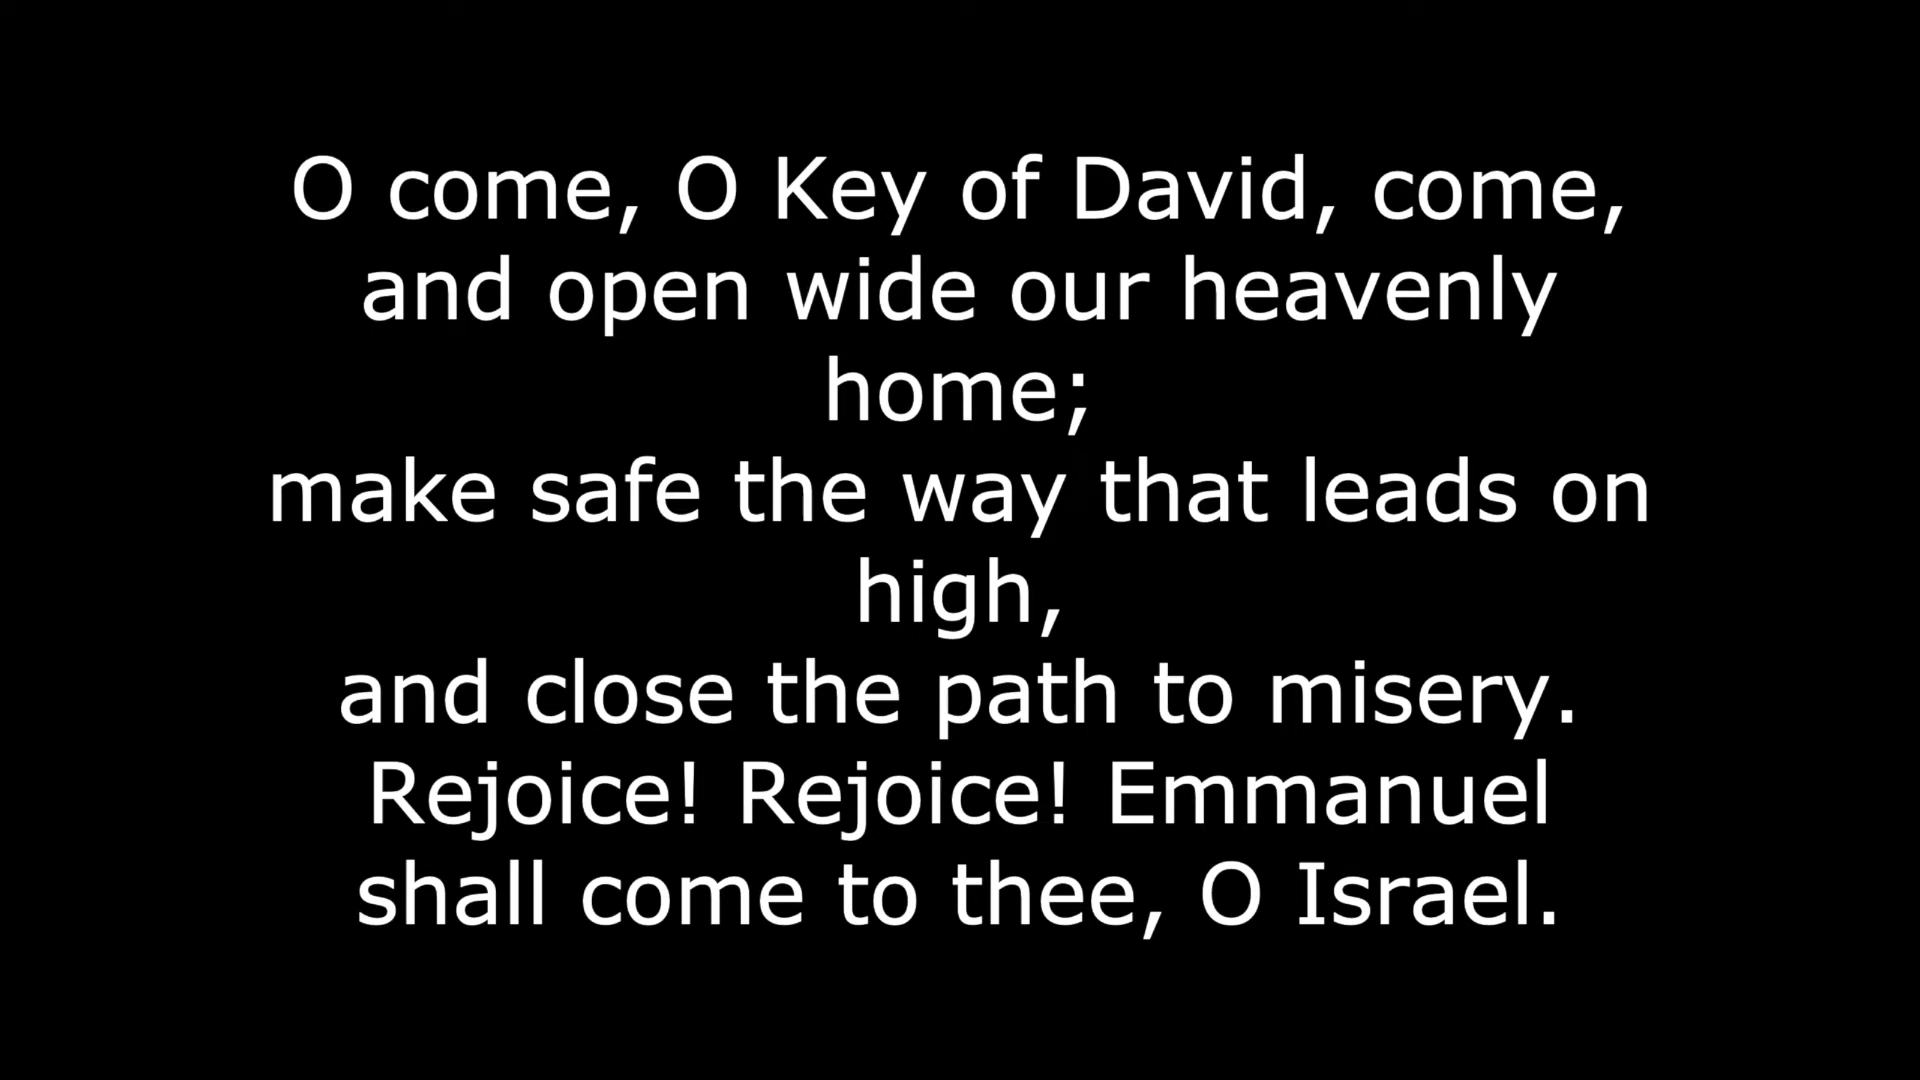 O come, O Key of David, come,
and open wide our heavenly
home;
make safe the way that leads on
high,
and close the path to misery.
Rejoice! Rejoice! Emmanuel
shall come to thee, O Israel.